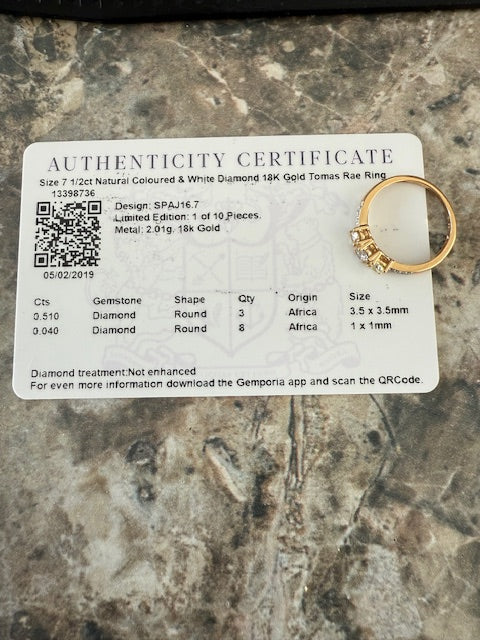 AUTHENTICITY CERTIFICATE
Size 7 1/2ct Natural Coloured & White Diamond 18K Gold Tomas Rae Ring
13398736
Design: SPAJ16.7
Limited Edition: 1 of 10 Pieces.
Metal: 2.01g, 18k Gold
05/02/2019
Cts Gemstone Shape Qty Origin Size
0.510 Diamond Round 3 Africa 3.5 x 3.5mm
0.040 Diamond Round 8 Africa 1 x 1mm
Diamond treatment:Not enhanced
For even more information download the Gemporia app and scan the QRCode.